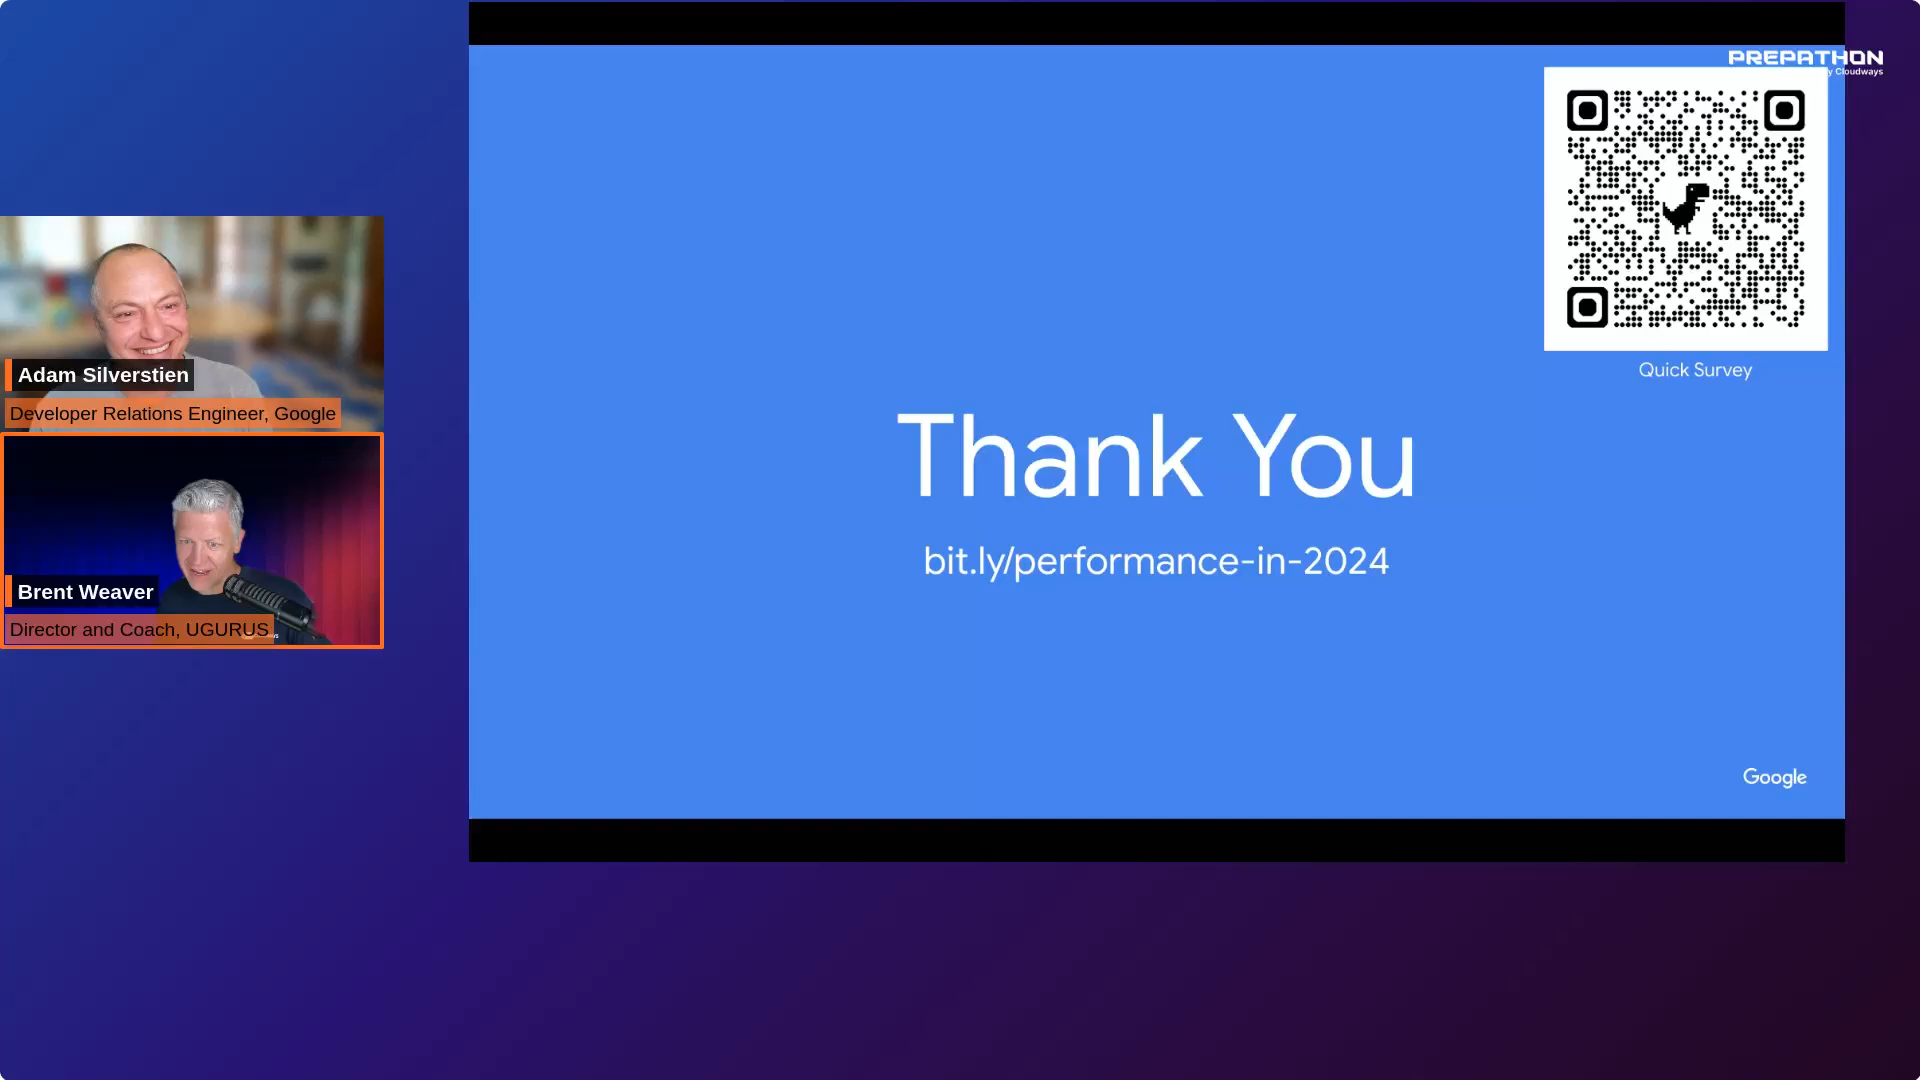 PREPATHON
y Cloudways
Quick Survey
Adam Silverstien
Developer Relations Engineer, Google
Brent Weaver
Director and Coach, UGURUS
Thank You
bit.ly/performance-in-2024
Google